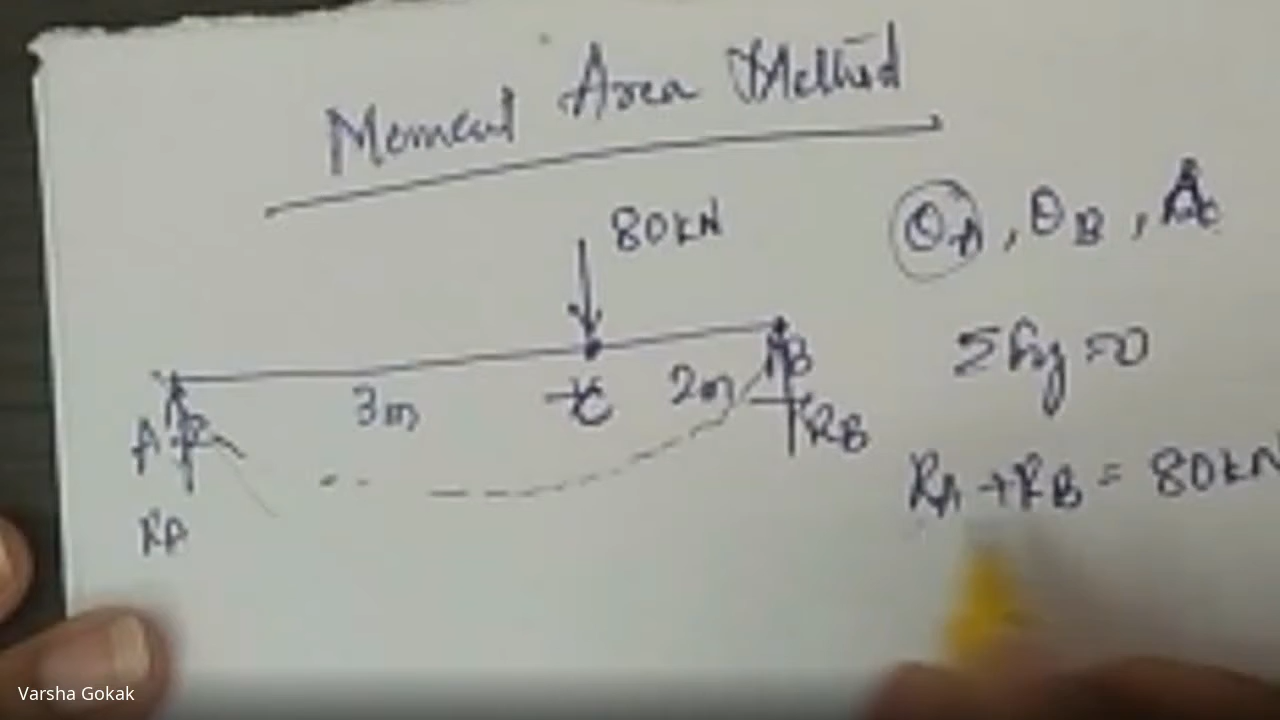 Moment Area Method
80kN
θA, θB, Δc
ΣFy=0
3m
C
2m
B
A
RB
RA+RB = 80kN
RA
Varsha Gokak